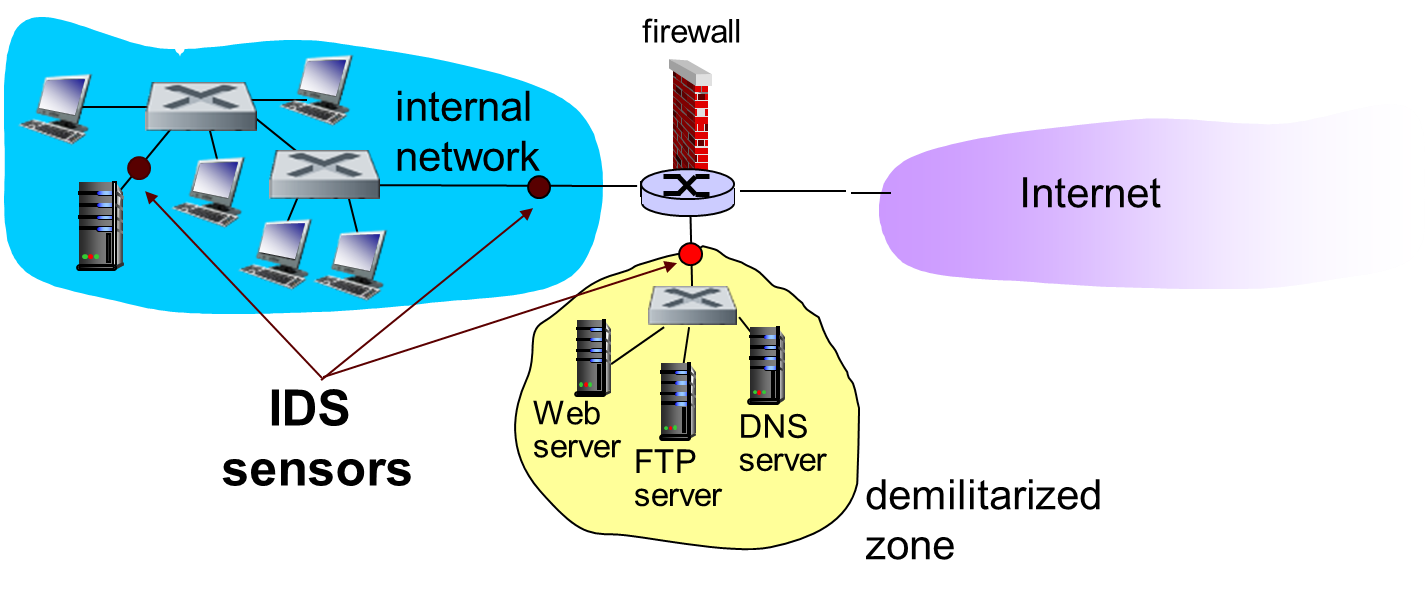 firewall
internal
network
Internet
IDS
sensors
Web
server
FTP
server
DNS
server
demilitarized
zone